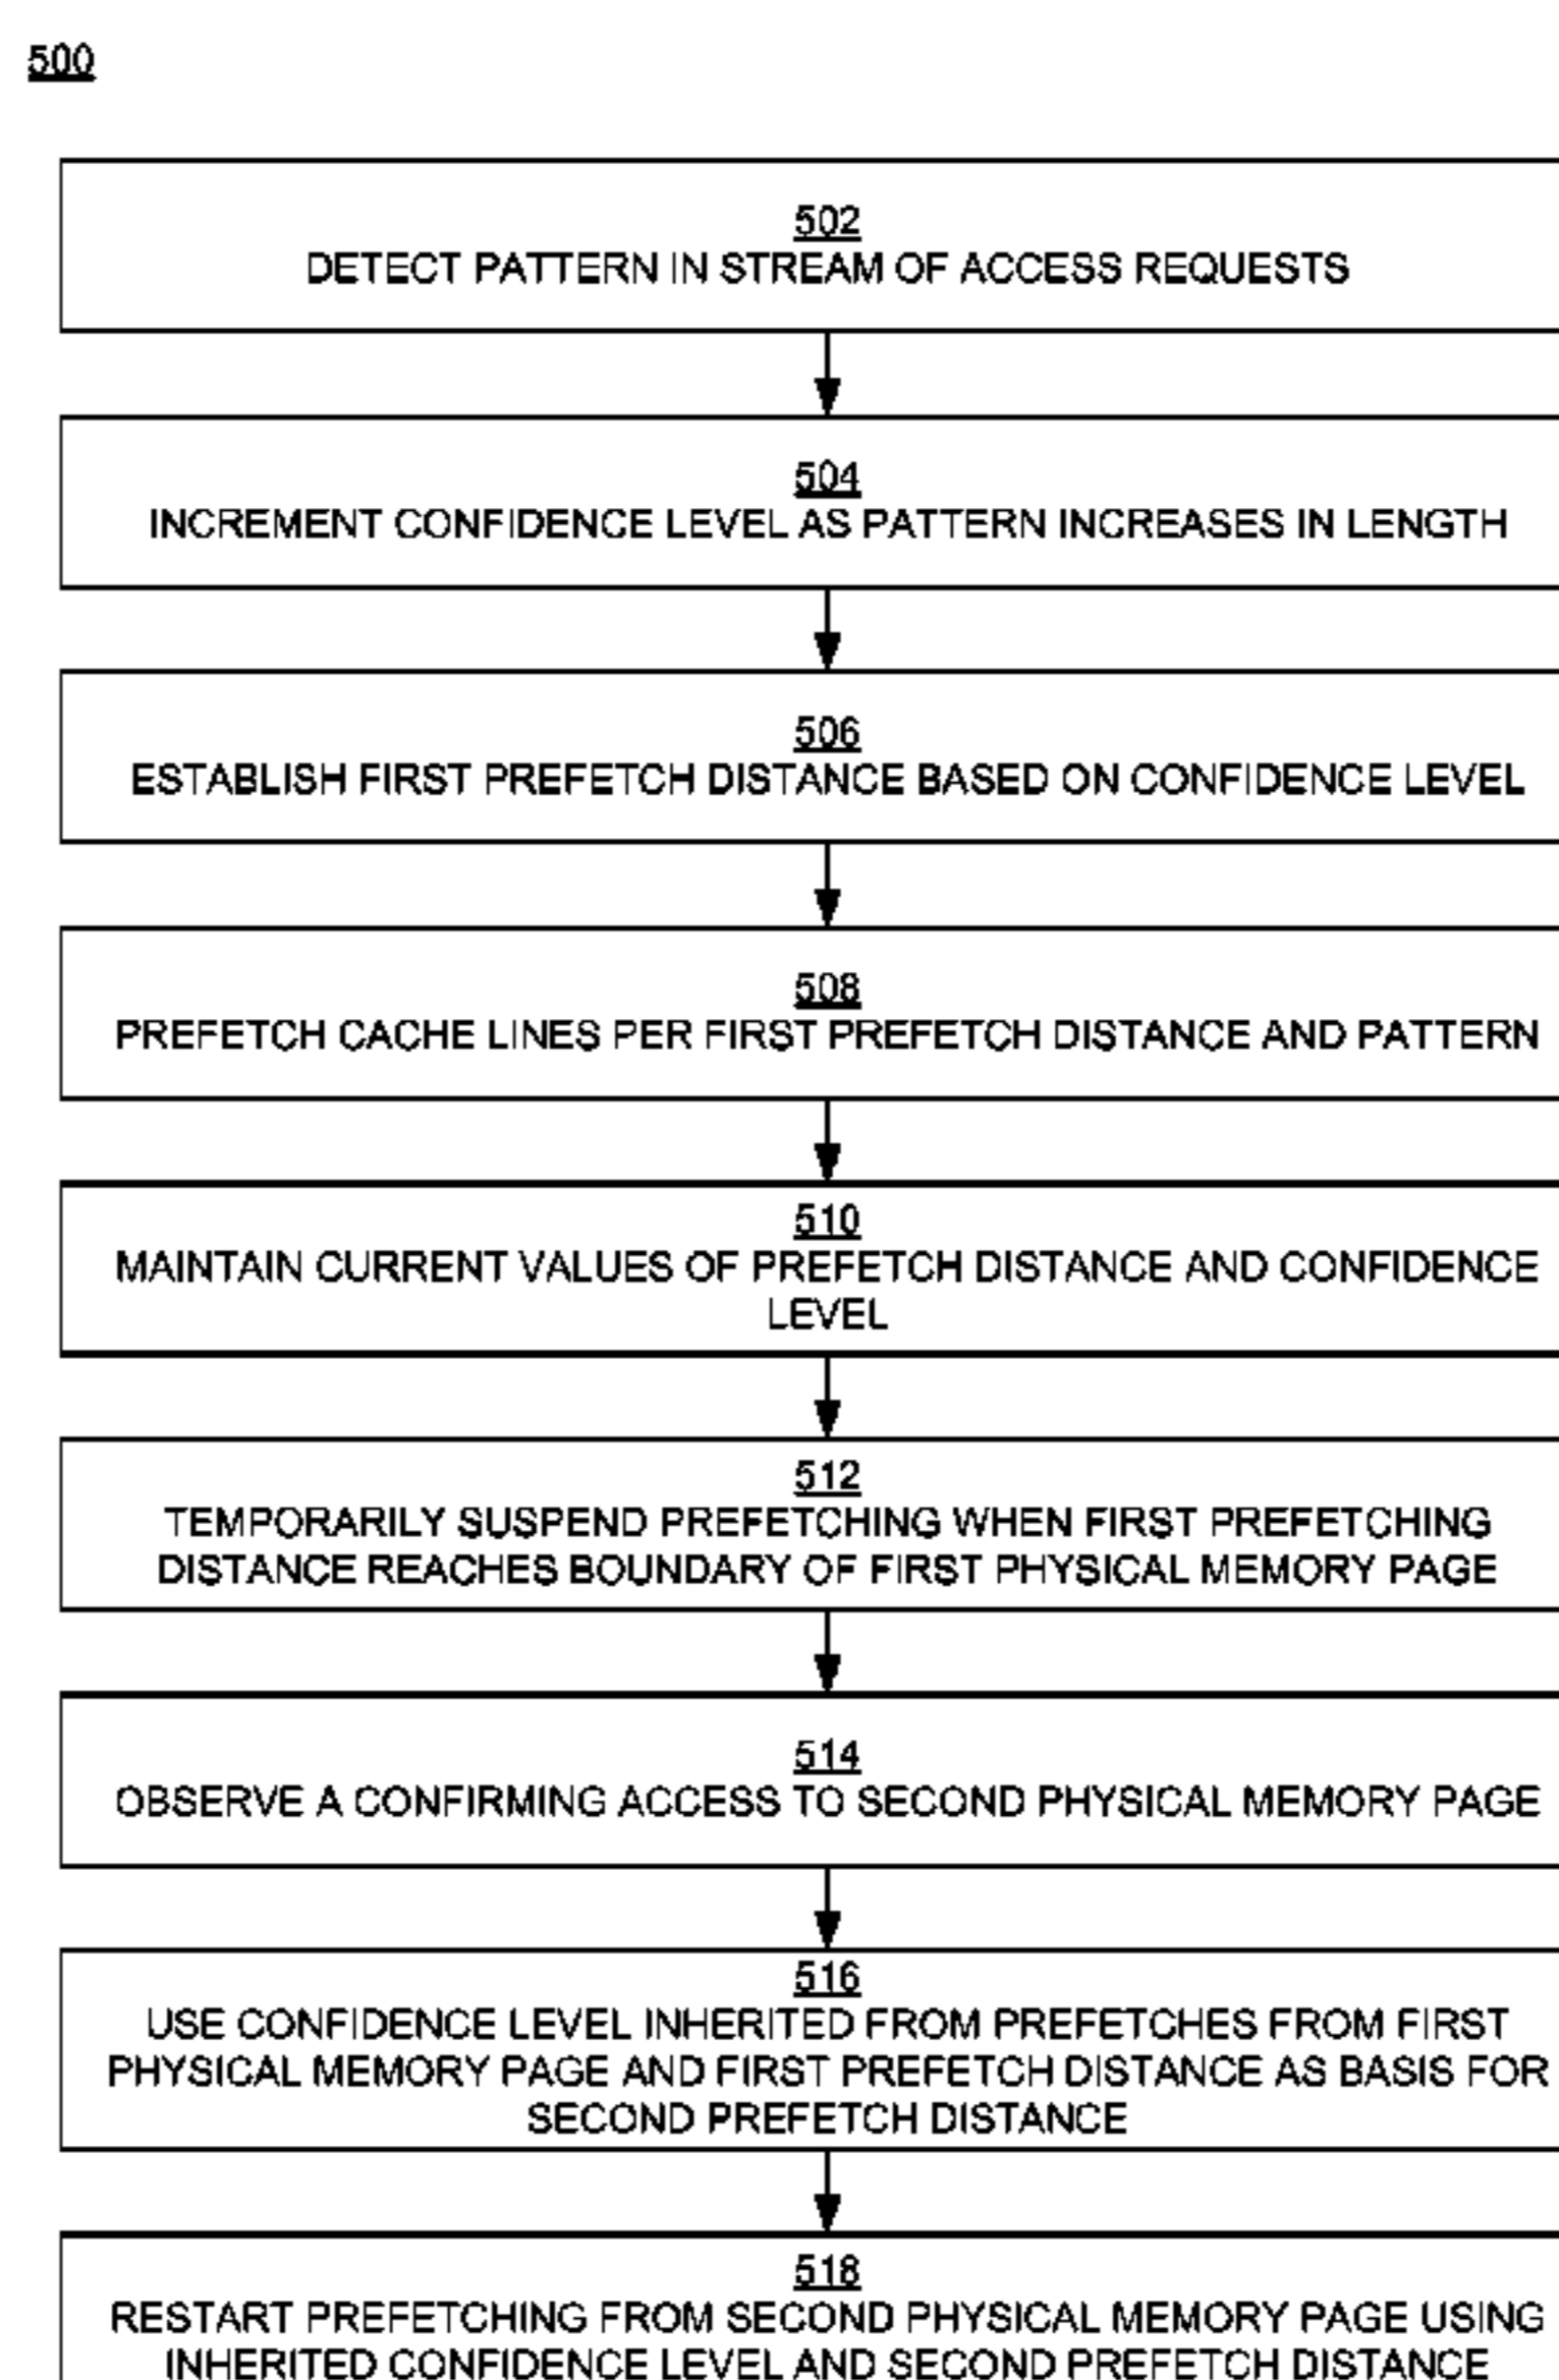 500
502
DETECT PATTERN IN STREAM OF ACCESS REQUESTS
504
INCREMENT CONFIDENCE LEVEL AS PATTERN INCREASES IN LENGTH
506
ESTABLISH FIRST PREFETCH DISTANCE BASED ON CONFIDENCE LEVEL
508
PREFETCH CACHE LINES PER FIRST PREFETCH DISTANCE AND PATTERN
510
MAINTAIN CURRENT VALUES OF PREFETCH DISTANCE AND CONFIDENCE
LEVEL
512
TEMPORARILY SUSPEND PREFETCHING WHEN FIRST PREFETCHING
DISTANCE REACHES BOUNDARY OF FIRST PHYSICAL MEMORY PAGE
514
OBSERVE A CONFIRMING ACCESS TO SECOND PHYSICAL MEMORY PAGE
516
USE CONFIDENCE LEVEL INHERITED FROM PREFETCHES FROM FIRST
PHYSICAL MEMORY PAGE AND FIRST PREFETCH DISTANCE AS BASIS FOR
SECOND PREFETCH DISTANCE
518
RESTART PREFETCHING FROM SECOND PHYSICAL MEMORY PAGE USING
INHERITED CONFIDENCE LEVEL AND SECOND PREFETCH DISTANCE